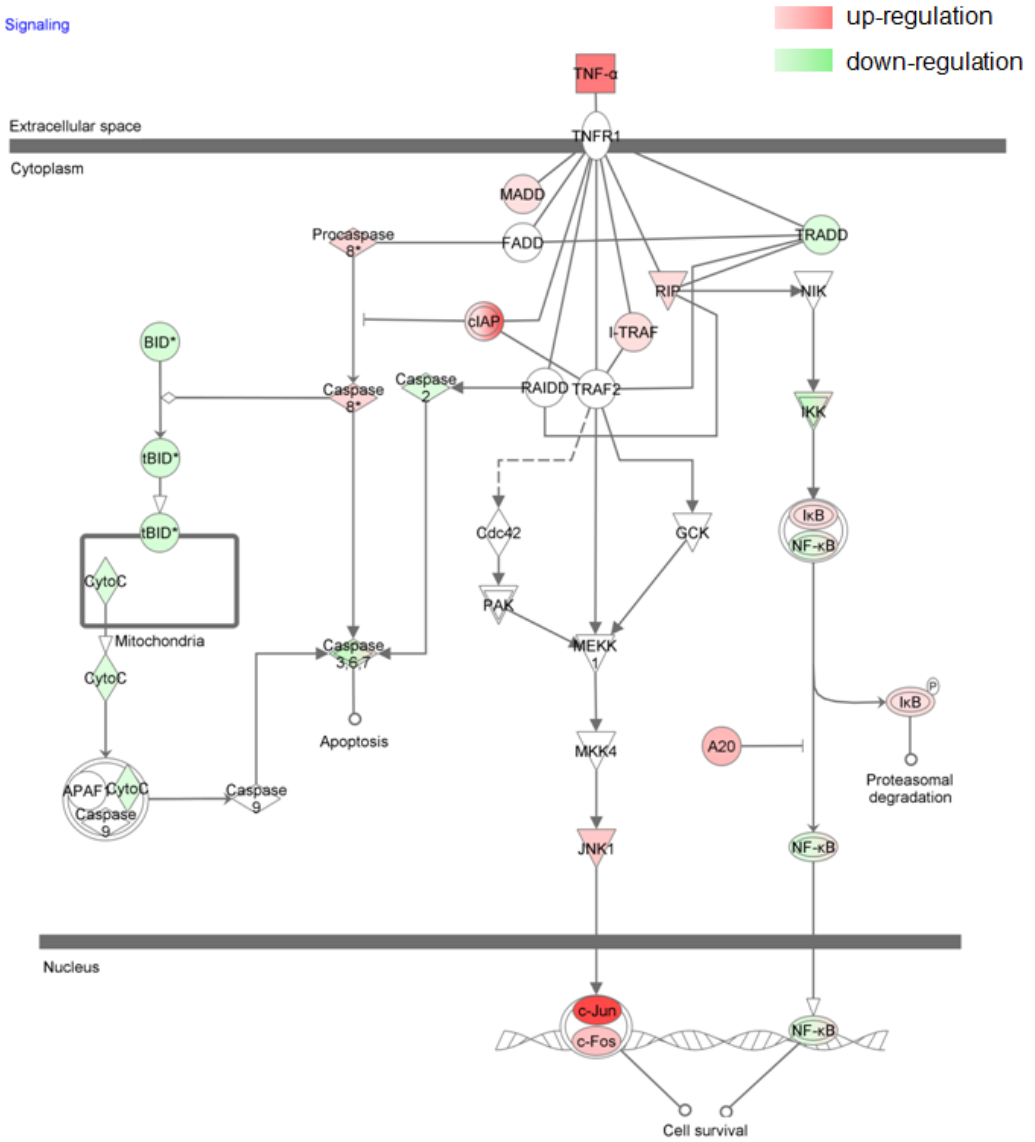 Signaling
up-regulation
down-regulation
TNF-α
Extracellular space
TNFR1
Cytoplasm
MADD
Procaspase
8*
FADD
TRADD
RIP
NIK
cIAP
I-TRAF
BID*
Caspase
8*
Caspase
2
RAIDD
TRAF2
IKK
tBID*
IκB
NF-κB
tBID*
Cdc42
GCK
CytoC
PAK
Mitochondria
Caspase
3,6,7
MEKK
1
CytoC
P
IκB
Apoptosis
A20
MKK4
Proteasomal
degradation
APAF1
CytoC
Caspase
9
Caspase
9
JNK1
NF-κB
Nucleus
c-Jun
c-Fos
NF-κB
Cell survival